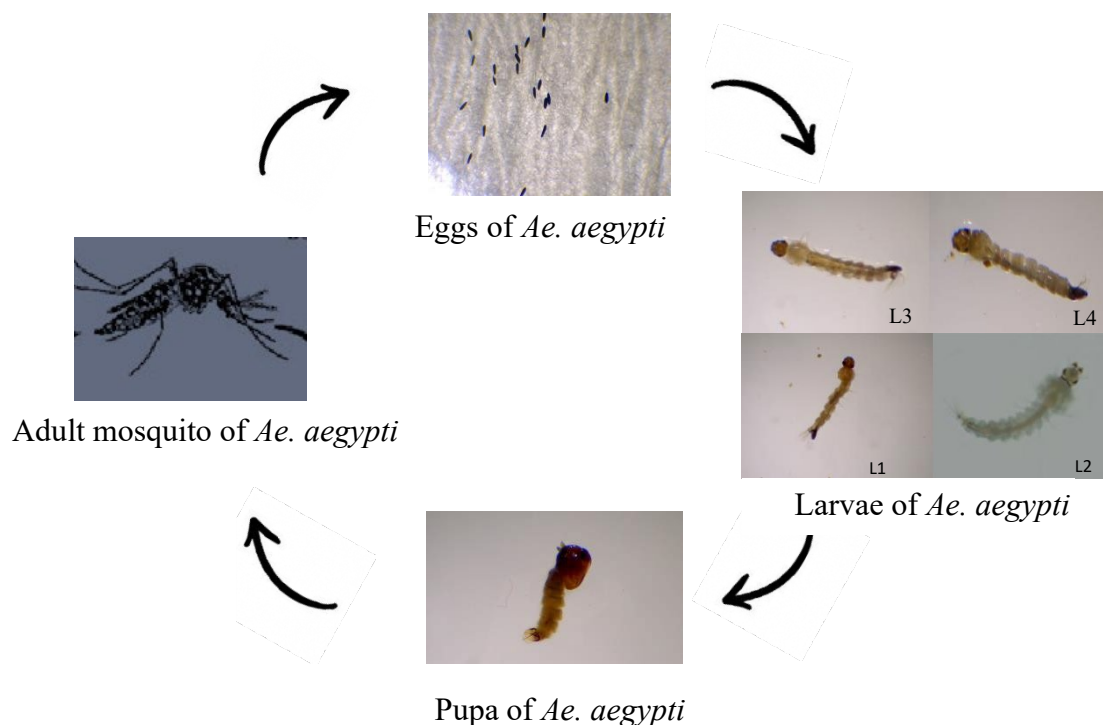 Eggs of Ae. aegypti
L3
L4
L1
L2
Larvae of Ae. aegypti
Adult mosquito of Ae. aegypti
Pupa of Ae. aegypti